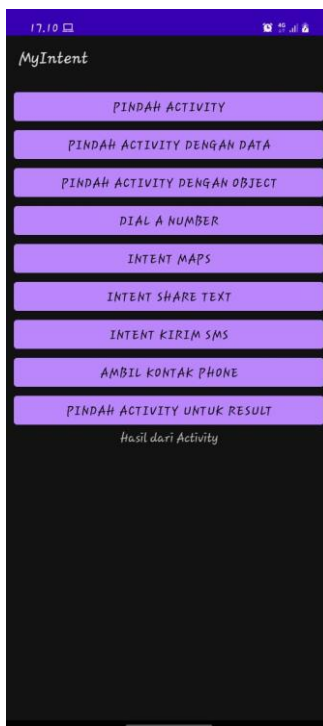 17.10
MyIntent
PINDAH ACTIVITY
PINDAH ACTIVITY DENGAN DATA
PINDAH ACTIVITY DENGAN OBJECT
DIAL A NUMBER
INTENT MAPS
INTENT SHARE TEXT
INTENT KIRIM SMS
AMBIL KONTAK PHONE
PINDAH ACTIVITY UNTUK RESULT
Hasil dari Activity